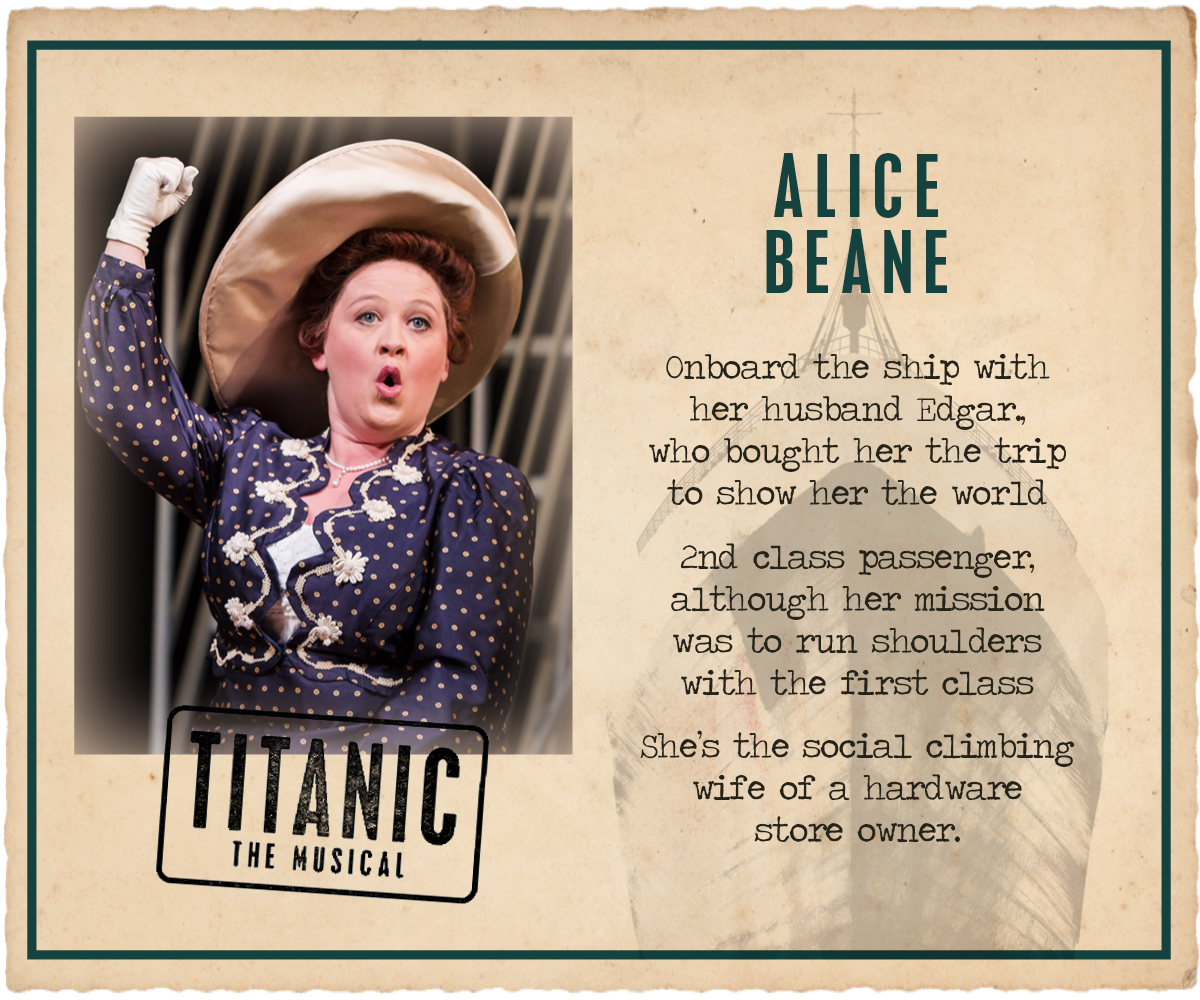 ALICE
BEANE
Onboard the ship with
her husband Edgar.,
who bought her the trip
to show her the world
2nd class passenger,
although her mission
was to run shoulders
with the first class
She's the social climbing
wife of a hardware
store owner.
TITANIC
THE MUSICAL